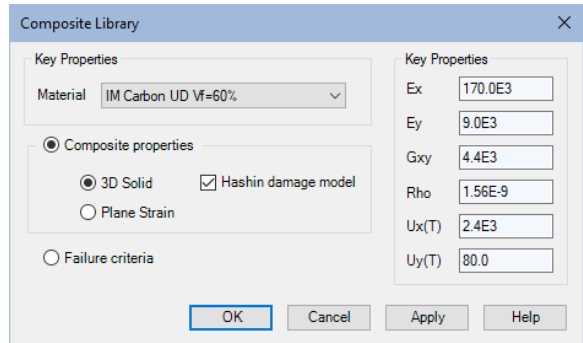 Composite Library
Key Properties
Material IM Carbon UD Vf=60%
Composite properties
3D Solid Hashin damage model
Plane Strain
Failure criteria
Key Properties
Ex 170.0E3
Ey 9.0E3
Gxy 4.4E3
Rho 1.56E-9
Ux(T) 2.4E3
Uy(T) 80.0
OK Cancel Apply Help